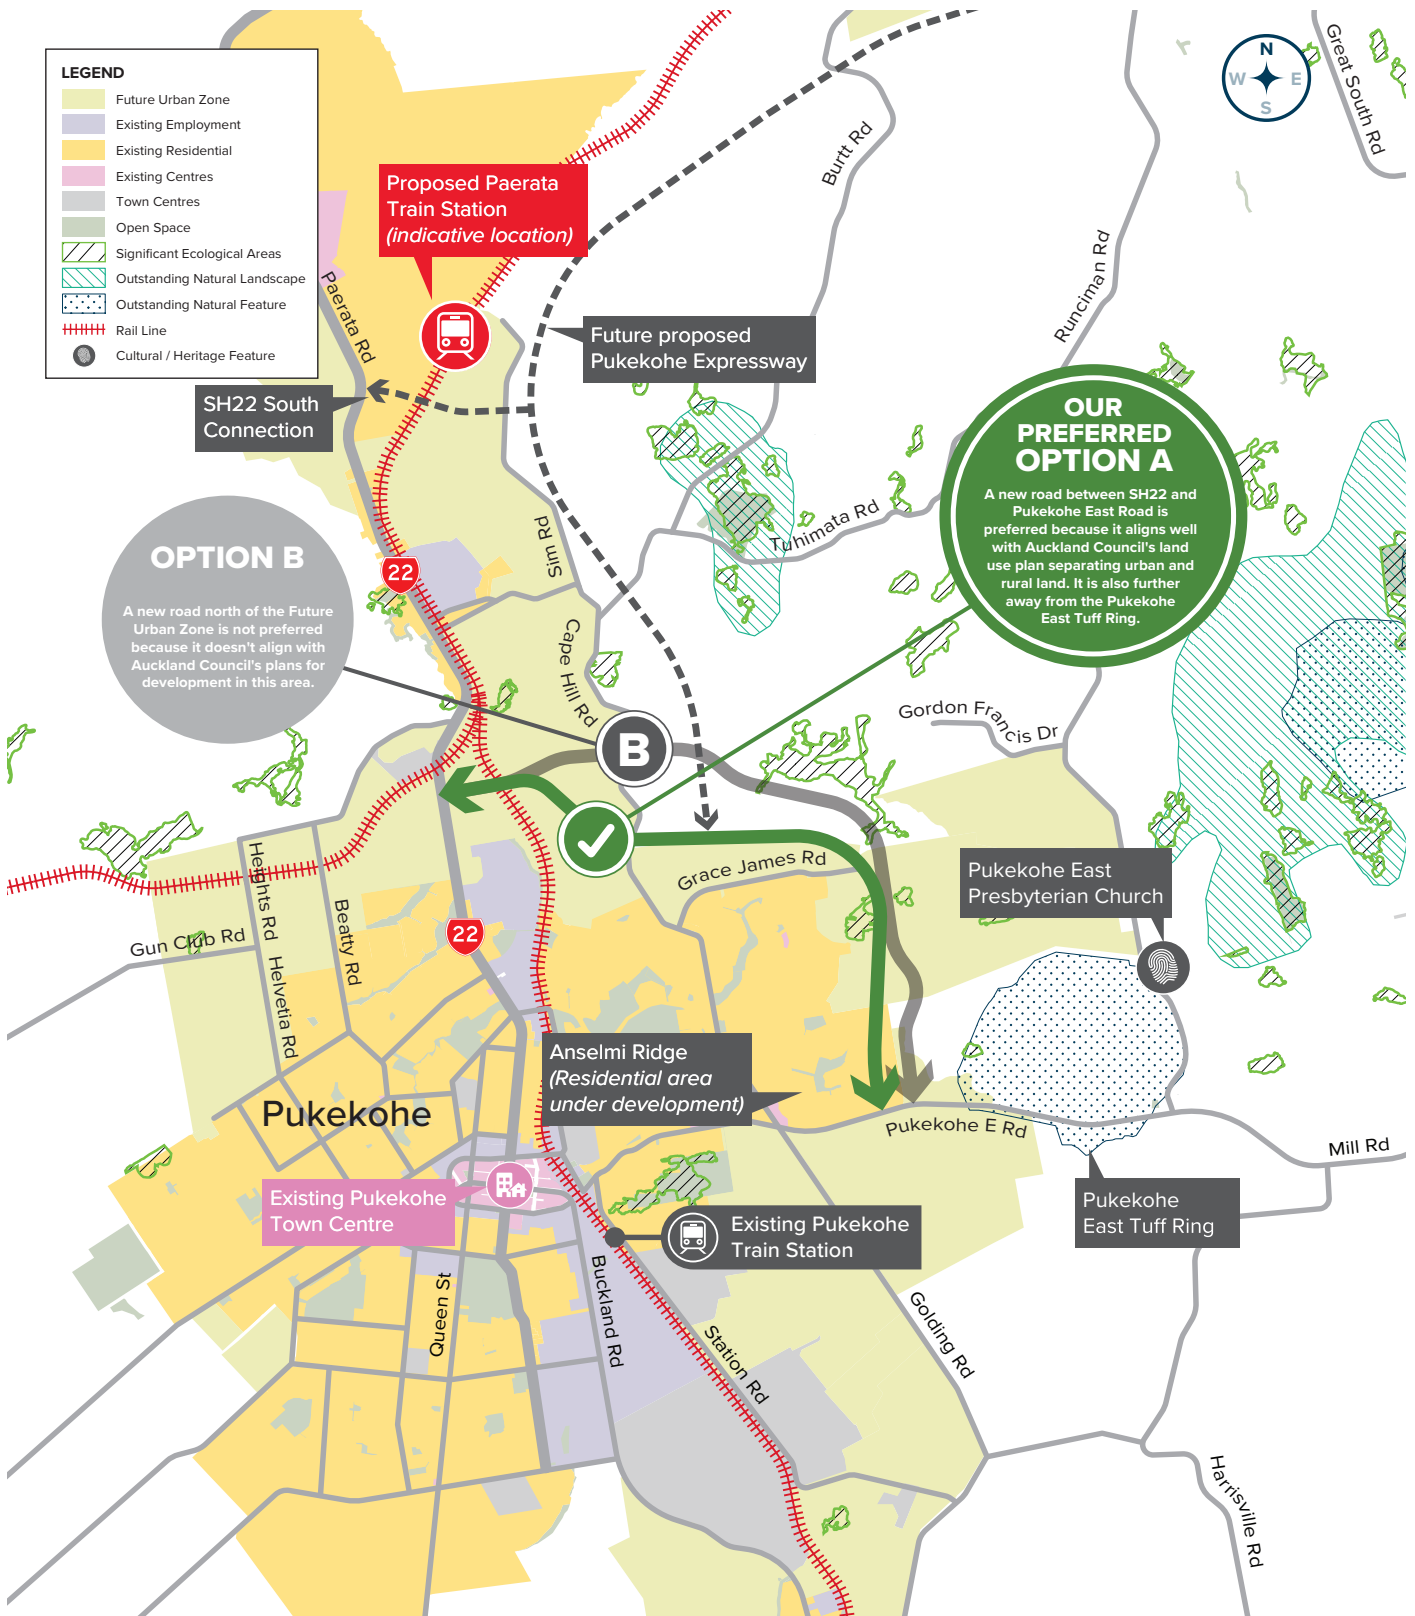 LEGEND
Future Urban Zone
Existing Employment
Existing Residential
Existing Centres
Town Centres
Open Space
Significant Ecological Areas
Outstanding Natural Landscape
Outstanding Natural Feature
Rail Line
Cultural / Heritage Feature
N
W
E
S
Great South Rd
Burtt Rd
Proposed Paerata
Train Station
(indicative location)
Paerata Rd
Runciman Rd
Future proposed
Pukekohe Expressway
SH22 South
Connection
OUR
PREFERRED
OPTION A
A new road between SH22 and
Pukekohe East Road is
preferred because it aligns well
with Auckland Council's land
use plan separating urban and
rural land. It is also further
away from the Pukekohe
East Tuff Ring.
Sim Rd
Tuhimata Rd
OPTION B
A new road north of the Future
Urban Zone is not preferred
because it doesn't align with
Auckland Council's plans for
development in this area.
22
Cape Hill Rd
Gordon Francis Dr
B
Grace James Rd
Pukekohe East
Presbyterian Church
Heights Rd
Beatty Rd
22
Gun Club Rd
Helvetia Rd
Anselmi Ridge
(Residential area
under development)
Pukekohe
Pukekohe E Rd
Mill Rd
Existing Pukekohe
Town Centre
Pukekohe
East Tuff Ring
Existing Pukekohe
Train Station
Queen St
Buckland Rd
Station Rd
Golding Rd
Harrisville Rd